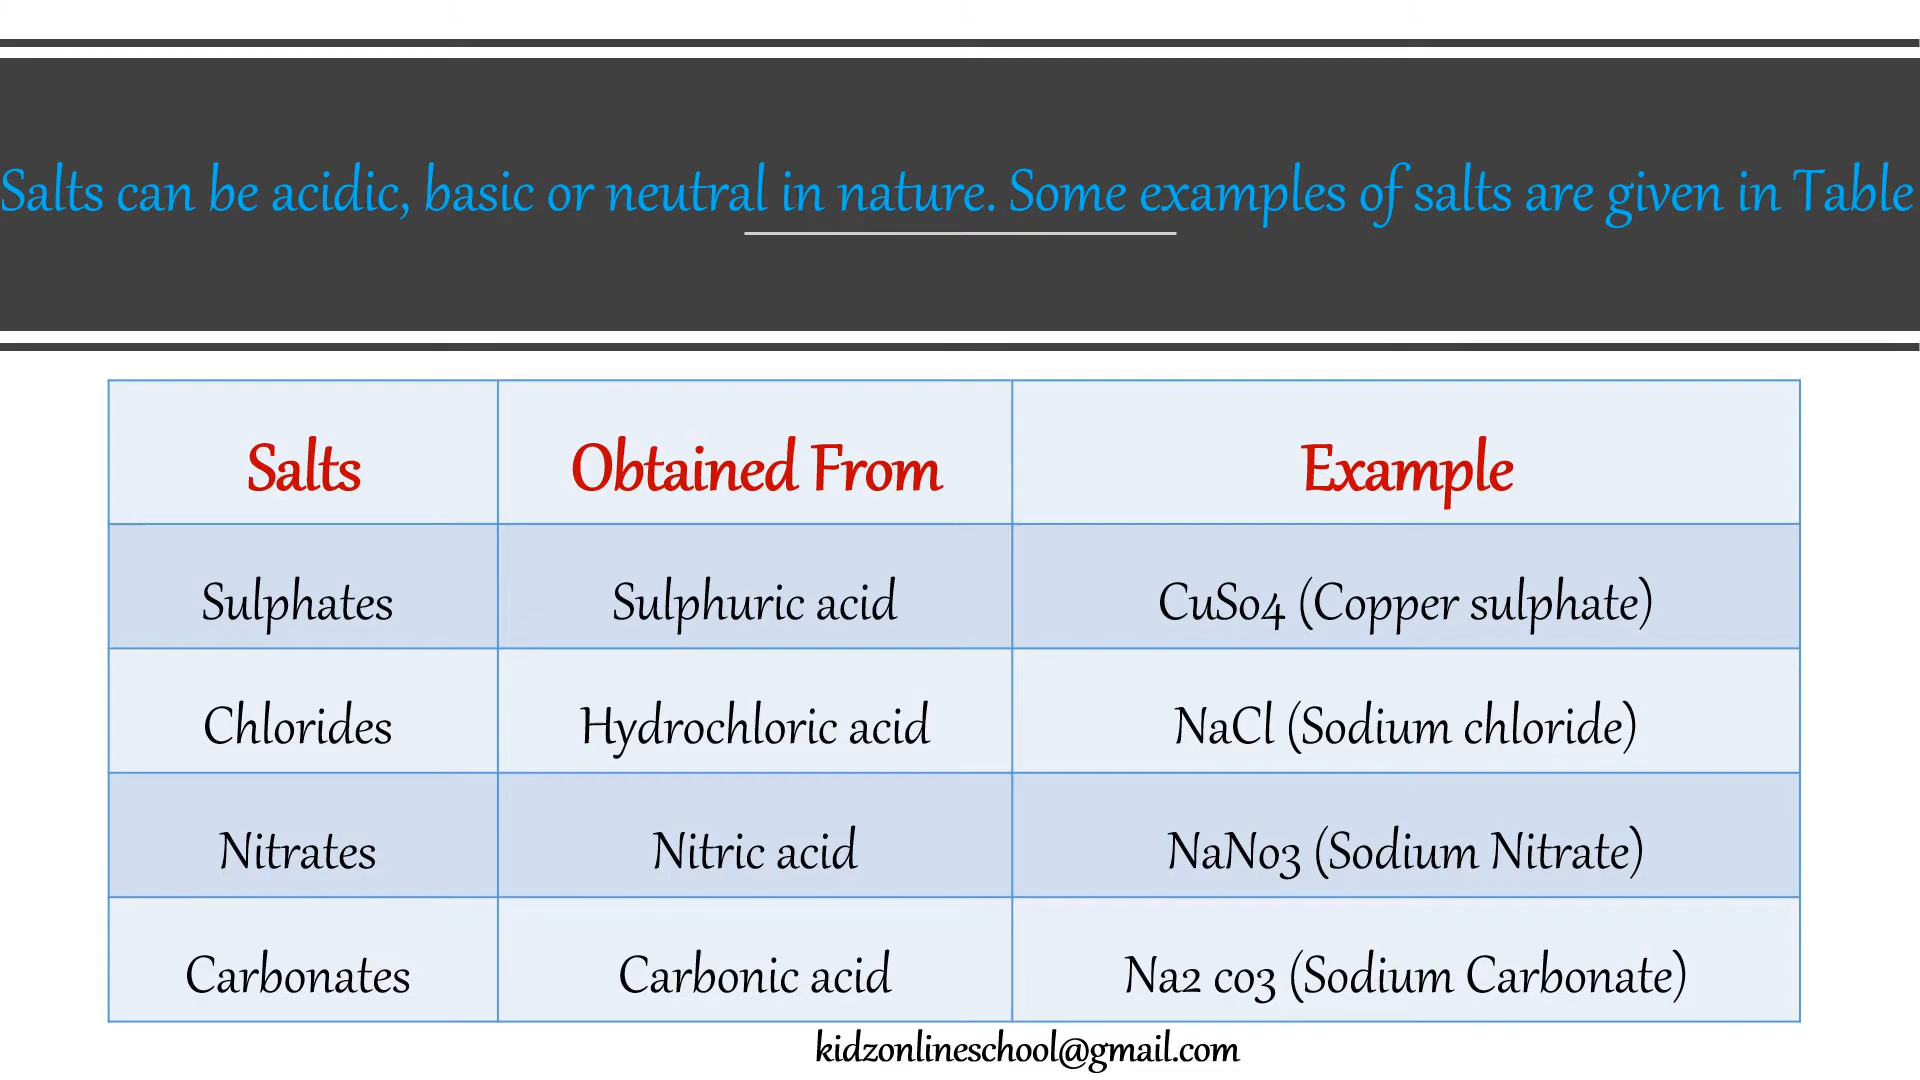 Salts can be acidic, basic or neutral in nature. Some examples of salts are given in Table
Salts Obtained From Example
Sulphates Sulphuric acid CuSo4 (Copper sulphate)
Chlorides Hydrochloric acid NaCl (Sodium chloride)
Nitrates Nitric acid NaNo3 (Sodium Nitrate)
Carbonates Carbonic acid Na2 co3 (Sodium Carbonate)
kidzonlineschool@gmail.com